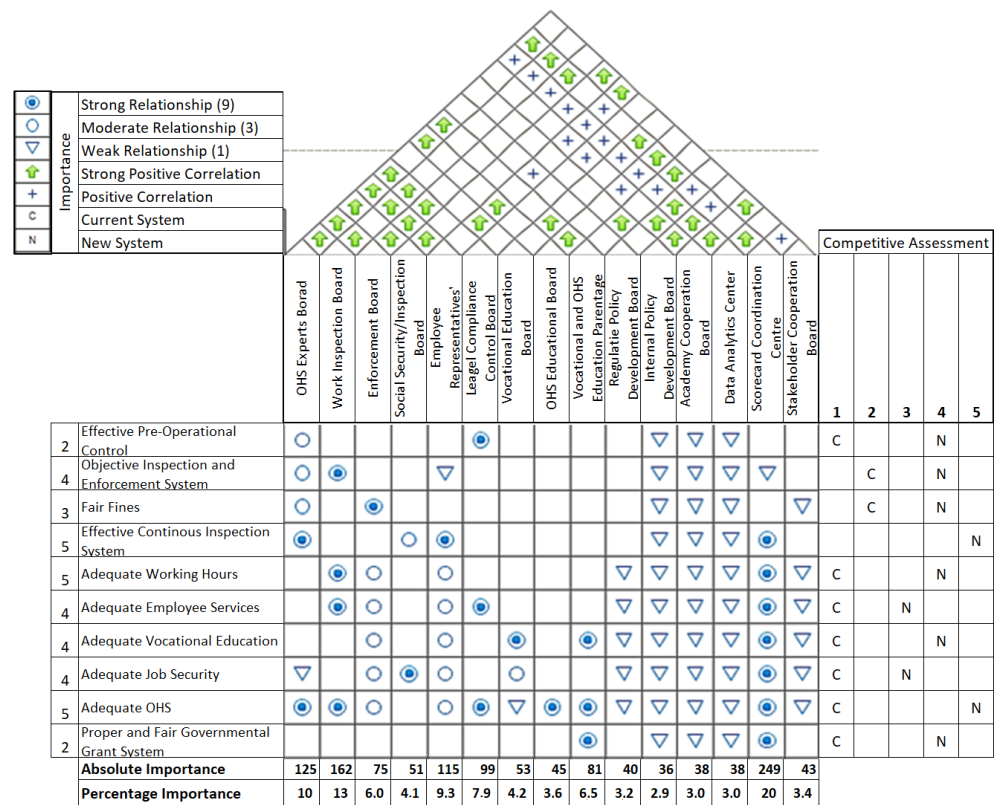 Importance
Strong Relationship (9)
Moderate Relationship (3)
Weak Relationship (1)
Strong Positive Correlation
Positive Correlation
C Current System
N New System
Competitive Assessment
OHS Experts Borad
Work Inspection Board
Enforcement Board
Social Security/Inspection
Board
Employee
Representatives'
Leagel Compliance
Control Board
Vocational Education
Board
OHS Educational Board
Vocational and OHS
Education Parentage
Regulatie Policy
Development Board
Internal Policy
Development Board
Academy Cooperation
Board
Data Analytics Center
Scorecard Coordination
Centre
Stakeholder Cooperation
Board
1 2 3 4 5
2 Effective Pre-Operational
Control
C N
4 Objective Inspection and
Enforcement System
C N
3 Fair Fines C N
5 Effective Continous Inspection
System
N
5 Adequate Working Hours C N
4 Adequate Employee Services C N
4 Adequate Vocational Education C N
4 Adequate Job Security C N
5 Adequate OHS C N
2 Proper and Fair Governmental
Grant System
C N
Absolute Importance 125 162 75 51 115 99 53 45 81 40 36 38 38 249 43
Percentage Importance 10 13 6.0 4.1 9.3 7.9 4.2 3.6 6.5 3.2 2.9 3.0 3.0 20 3.4